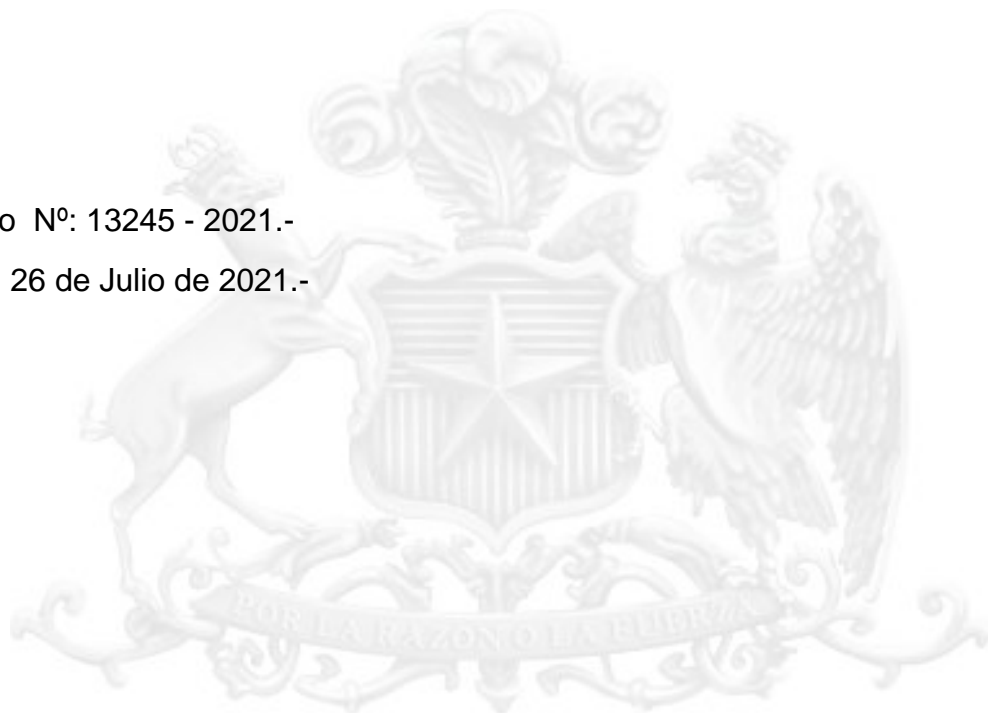 o Nº: 13245 - 2021.-
26 de Julio de 2021.-
POR LA RAZON O LA FUERZA